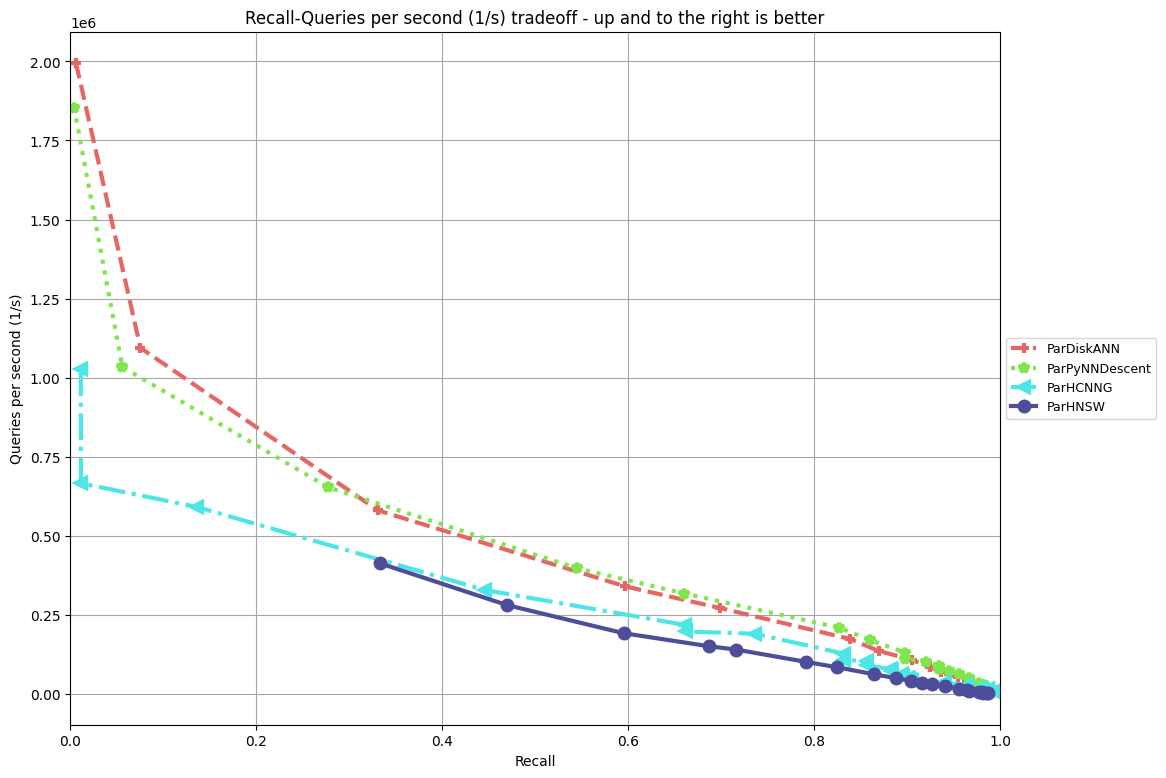 Recall-Queries per second (1/s) tradeoff - up and to the right is better
1e6
2.00
1.75
1.50
1.25
1.00
0.75
0.50
0.25
0.00
Queries per second (1/s)
0.0 0.2 0.4 0.6 0.8 1.0
Recall
ParDiskANN
ParPyNNDescent
ParHCNNG
ParHNSW